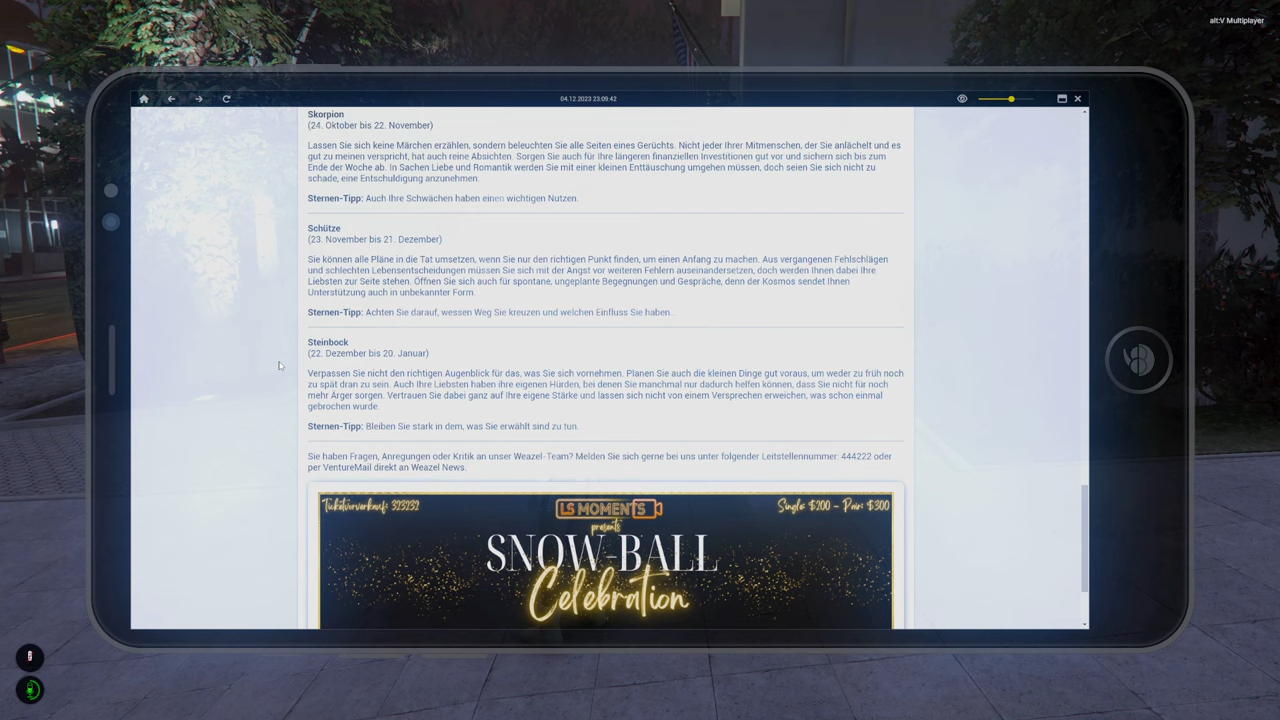 alt:V Multiplayer
04.12.2023 23:09:42
Skorpion
(24. Oktober bis 22. November)
Lassen Sie sich keine Märchen erzählen, sondern beleuchten Sie alle Seiten eines Gerüchts. Nicht jeder Ihrer Mitmenschen, der Sie anlächelt und es
gut zu meinen verspricht, hat auch reine Absichten. Sorgen Sie auch für Ihre längeren finanziellen Investitionen gut vor und sichern sich bis zum
Ende der Woche ab. In Sachen Liebe und Romantik werden Sie mit einer kleinen Enttäuschung umgehen müssen, doch seien Sie sich nicht zu
schade, eine Entschuldigung anzunehmen.
Sternen-Tipp: Auch Ihre Schwächen haben einen wichtigen Nutzen.
Schütze
(23. November bis 21. Dezember)
Sie können alle Pläne in die Tat umsetzen, wenn Sie nur den richtigen Punkt finden, um einen Anfang zu machen. Aus vergangenen Fehlschlägen
und schlechten Lebensentscheidungen müssen Sie sich mit der Angst vor weiteren Fehlern auseinandersetzen, doch werden Ihnen dabei Ihre
Liebsten zur Seite stehen. Öffnen Sie sich auch für spontane, ungeplante Begegnungen und Gespräche, denn der Kosmos sendet Ihnen
Unterstützung auch in unbekannter Form.
Sternen-Tipp: Achten Sie darauf, wessen Weg Sie kreuzen und welchen Einfluss Sie haben..
Steinbock
(22. Dezember bis 20. Januar)
Verpassen Sie nicht den richtigen Augenblick für das, was Sie sich vornehmen. Planen Sie auch die kleinen Dinge gut voraus, um weder zu früh noch
zu spät dran zu sein. Auch Ihre Liebsten haben ihre eigenen Hürden, bei denen Sie manchmal nur dadurch helfen können, dass Sie nicht für noch
mehr Ärger sorgen. Vertrauen Sie dabei ganz auf Ihre eigene Stärke und lassen sich nicht von einem Versprechen erweichen, was schon einmal
gebrochen wurde.
Sternen-Tipp: Bleiben Sie stark in dem, was Sie erwählt sind zu tun.
Sie haben Fragen, Anregungen oder Kritik an unser Weazel-Team? Melden Sie sich gerne bei uns unter folgender Leitstellennummer: 444222 oder
per VentureMail direkt an Weazel News.
Ticketvorverkauf: 323232
LS MOMENTS
Single: $200 - Pair: $300
presents
SNOW-BALL
Celebration